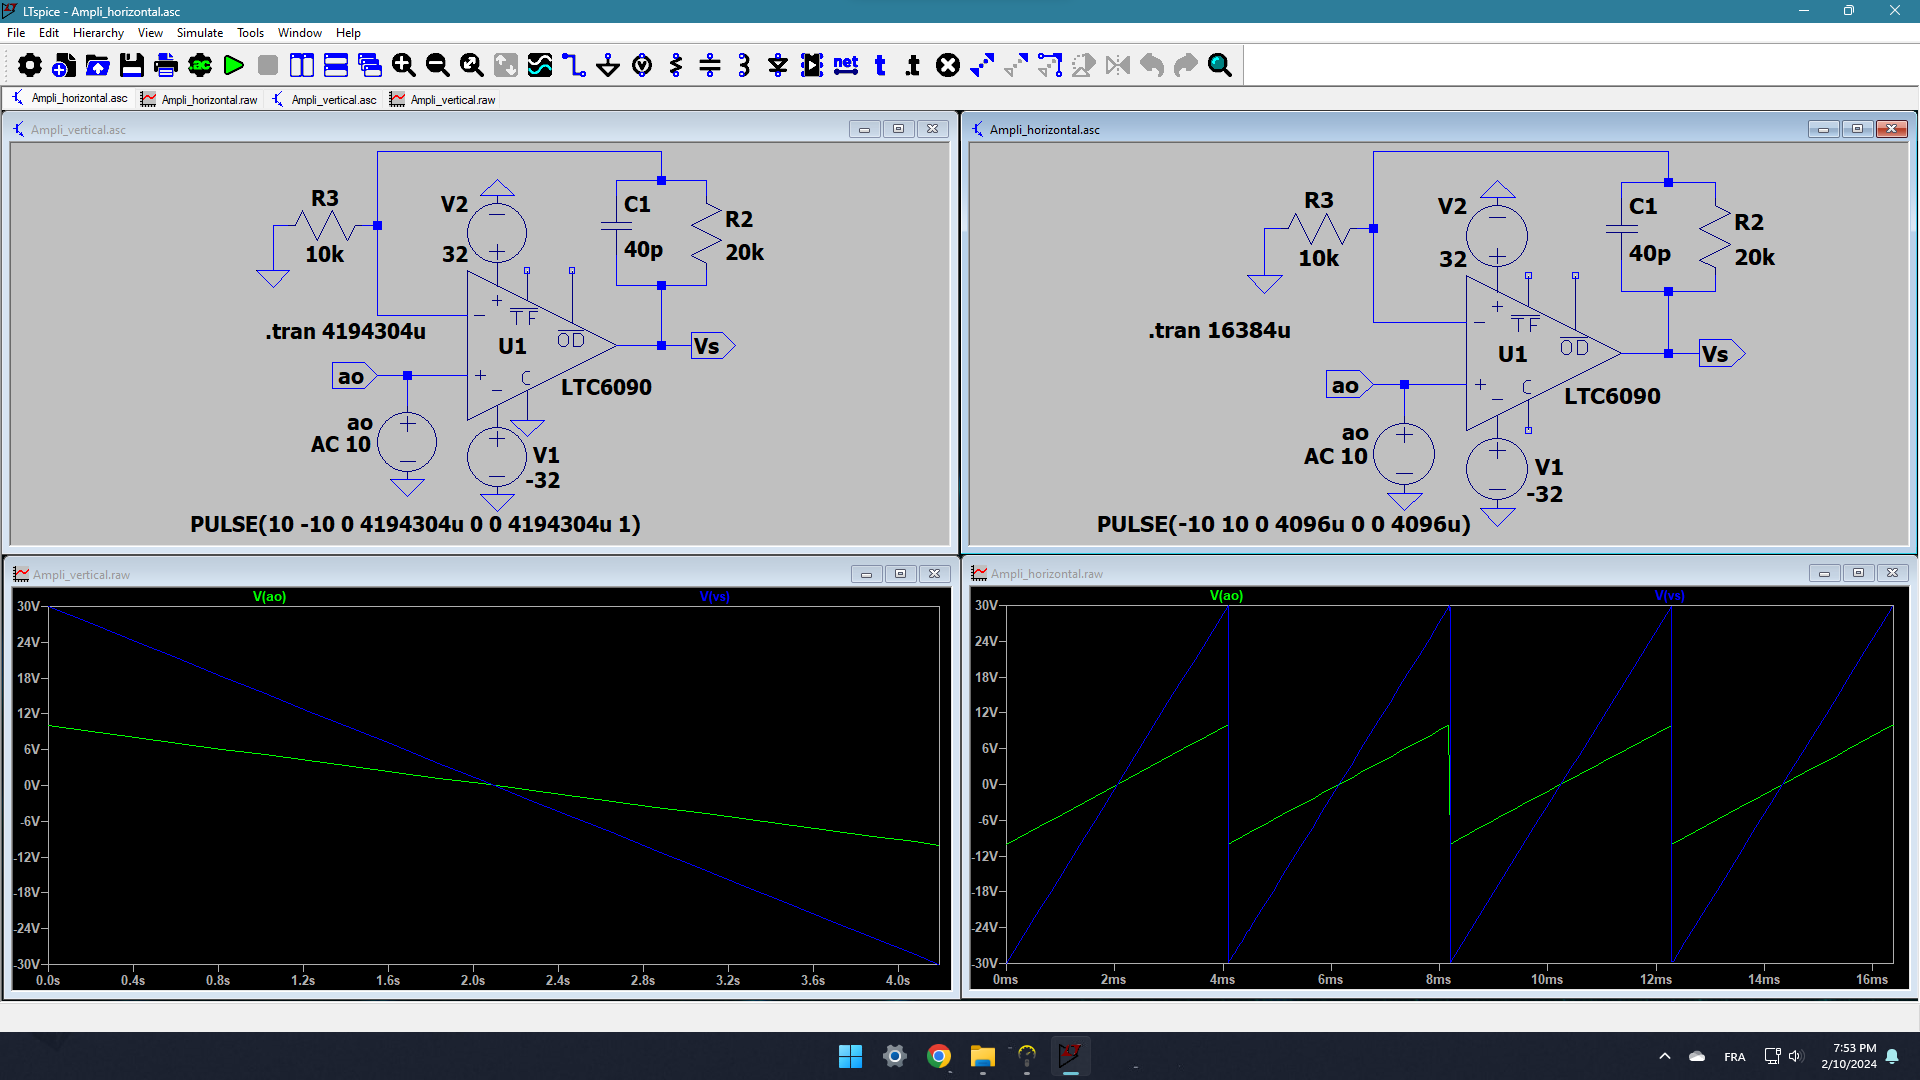 LTspice - Ampli_horizontal.asc
File Edit Hierarchy View Simulate Tools Window Help
.ac net t .t
Ampli_horizontal.asc Ampli_horizontal.raw Ampli_vertical.asc Ampli_vertical.raw
Ampli_vertical.asc
R3
10k
V2
32
C1
40p
R2
20k
TF
OD
.tran 4194304u
U1
Vs
ao
C
LTC6090
ao
AC 10
V1
-32
PULSE(10 -10 0 4194304u 0 0 4194304u 1)
Ampli_horizontal.asc
R3
10k
V2
32
C1
40p
R2
20k
TF
OD
.tran 16384u
U1
Vs
ao
C
LTC6090
ao
AC 10
V1
-32
PULSE(-10 10 0 4096u 0 0 4096u)
Ampli_vertical.raw
V(ao) V(vs)
30V
24V
18V
12V
6V
0V
-6V
-12V
-18V
-24V
-30V
0.0s 0.4s 0.8s 1.2s 1.6s 2.0s 2.4s 2.8s 3.2s 3.6s 4.0s
Ampli_horizontal.raw
V(ao) V(vs)
30V
24V
18V
12V
6V
0V
-6V
-12V
-18V
-24V
-30V
0ms 2ms 4ms 6ms 8ms 10ms 12ms 14ms 16ms
FRA
7:53 PM
2/10/2024